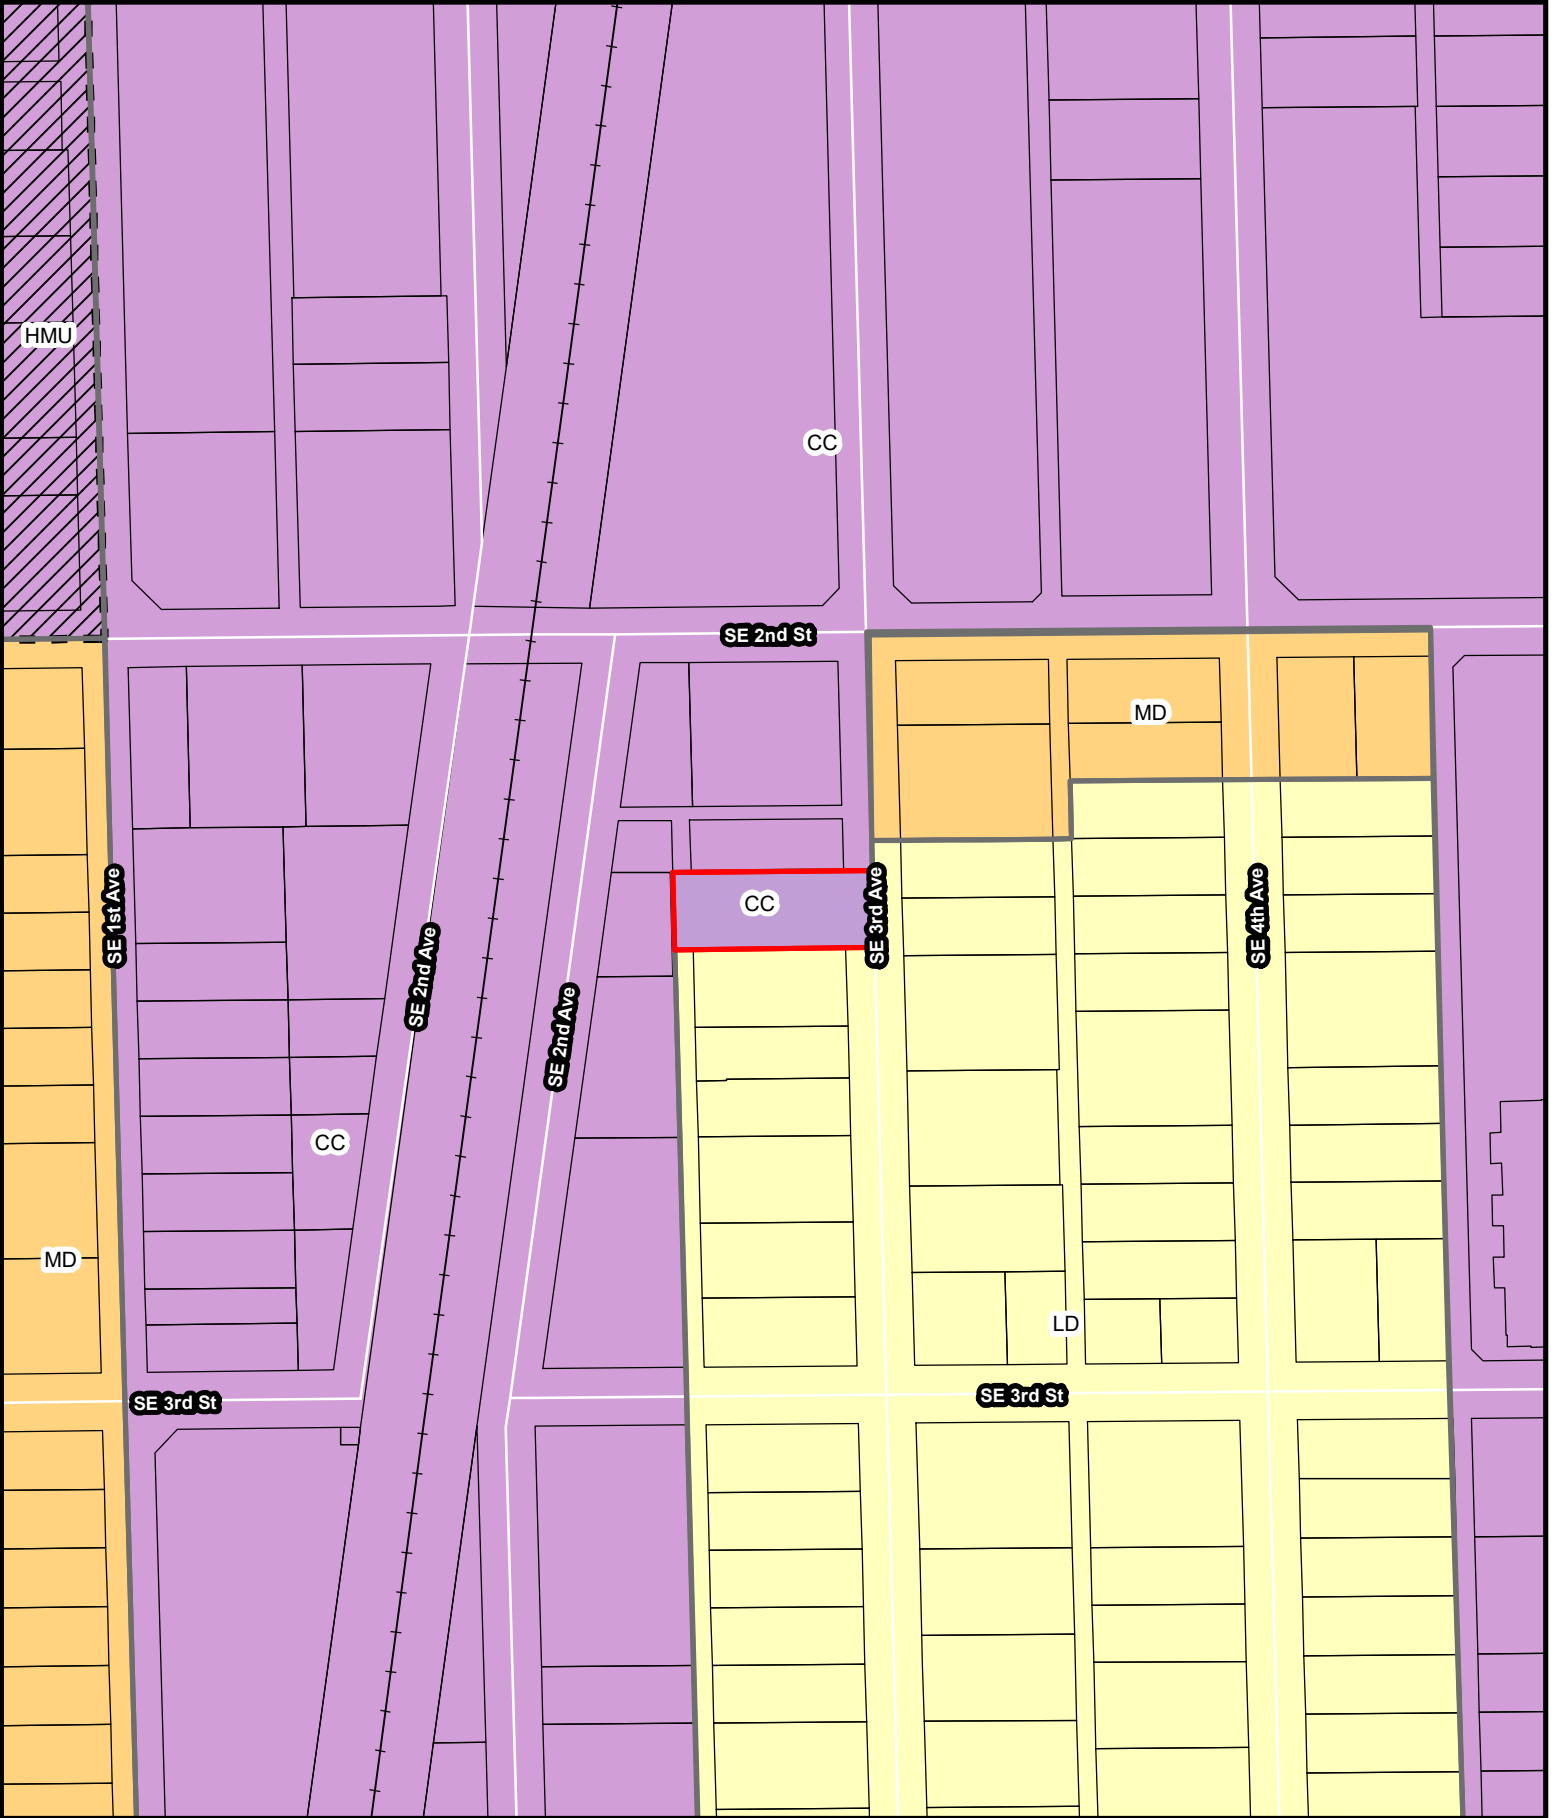 HMU
CC
SE 2nd St
MD
SE 1st Ave
SE 2nd Ave
SE 2nd Ave
CC
SE 3rd Ave
SE 4th Ave
CC
MD
LD
SE 3rd St
SE 3rd St